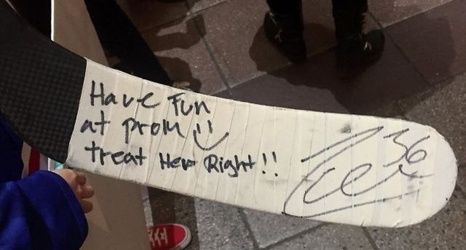 Have Fun
at prom
treat Her Right!!
36